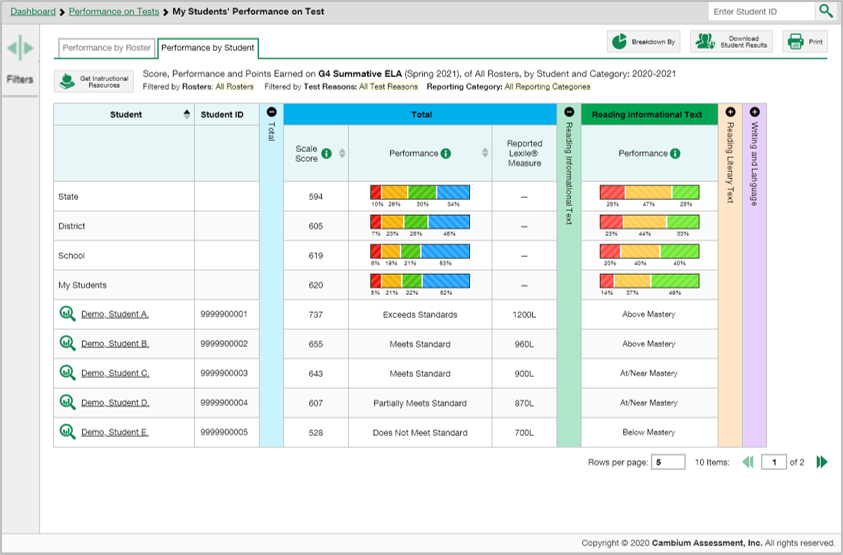 Dashboard > Performance on Tests > My Students' Performance on Test
Enter Student ID
Filters
Performance by Roster
Performance by Student
Breakdown By
Download Student Results
Print
Get Instructional Resources
Score, Performance and Points Earned on G4 Summative ELA (Spring 2021), of All Rosters, by Student and Category: 2020-2021
Filtered by Rosters: All Rosters Filtered by Test Reasons: All Test Reasons Reporting Category: All Reporting Categories
Student
Student ID
Total
Total
Reading Informational Text
Reading Informational Text
Reading Literary Text
Writing and Language
Scale Score
Performance
Reported Lexile® Measure
Performance
State 594 10% 26% 30% 34% — 26% 47% 28%
District 605 7% 23% 26% 46% — 23% 44% 33%
School 619 6% 19% 21% 53% — 20% 40% 40%
My Students 620 5% 21% 22% 52% — 14% 37% 49%
Demo, Student A. 9999900001 737 Exceeds Standards 1200L Above Mastery
Demo, Student B. 9999900002 655 Meets Standard 960L Above Mastery
Demo, Student C. 9999900003 643 Meets Standard 900L At/Near Mastery
Demo, Student D. 9999900004 607 Partially Meets Standard 870L At/Near Mastery
Demo, Student E. 9999900005 528 Does Not Meet Standard 700L Below Mastery
Rows per page: 5 10 Items: 1 of 2
Copyright © 2020 Cambium Assessment, Inc. All rights reserved.